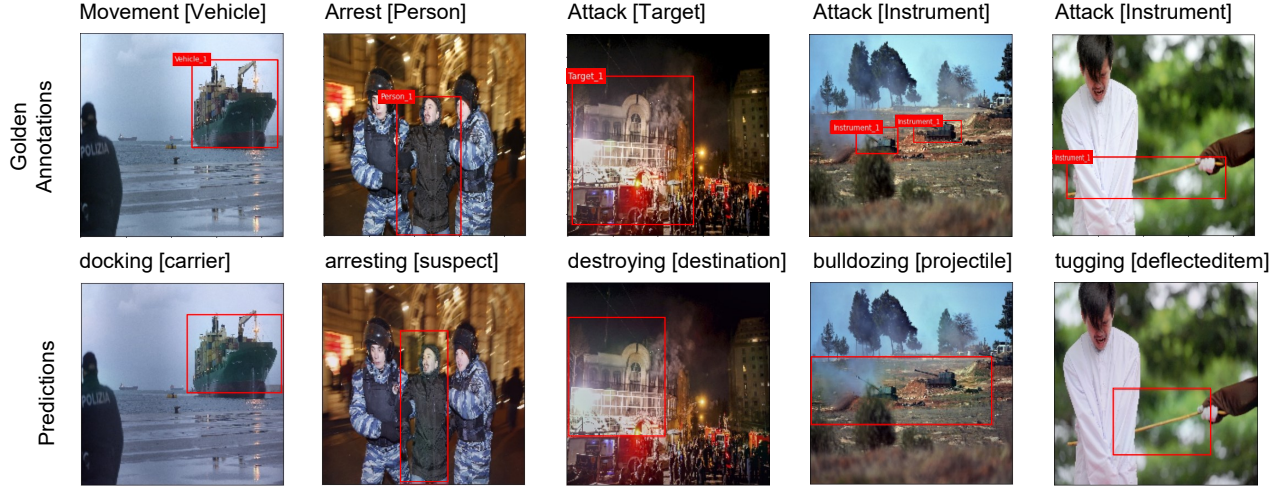 Movement [Vehicle]
Arrest [Person]
Attack [Target]
Attack [Instrument]
Attack [Instrument]
Golden
Annotations
Vehicle_1
POLIZIA
Person_1
Target_1
Instrument_1
Instrument_1
Instrument_1
docking [carrier]
arresting [suspect]
destroying [destination]
bulldozing [projectile]
tugging [deflecteditem]
Predictions
POLIZIA